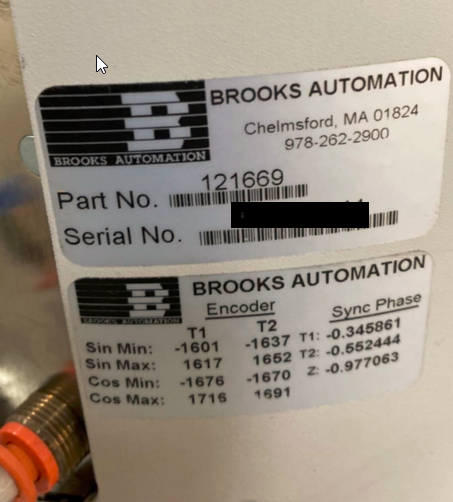 BROOKS AUTOMATION
BROOKS AUTOMATION
Chelmsford, MA 01824
978-262-2900
Part No. 121669
Serial No.
BROOKS AUTOMATION
BROOKS AUTOMATION
Encoder Sync Phase
T1 T2
Sin Min: -1601 -1637 T1: -0.345861
Sin Max: 1617 1652 T2: -0.552444
Cos Min: -1676 -1670 Z: -0.977063
Cos Max: 1716 1691